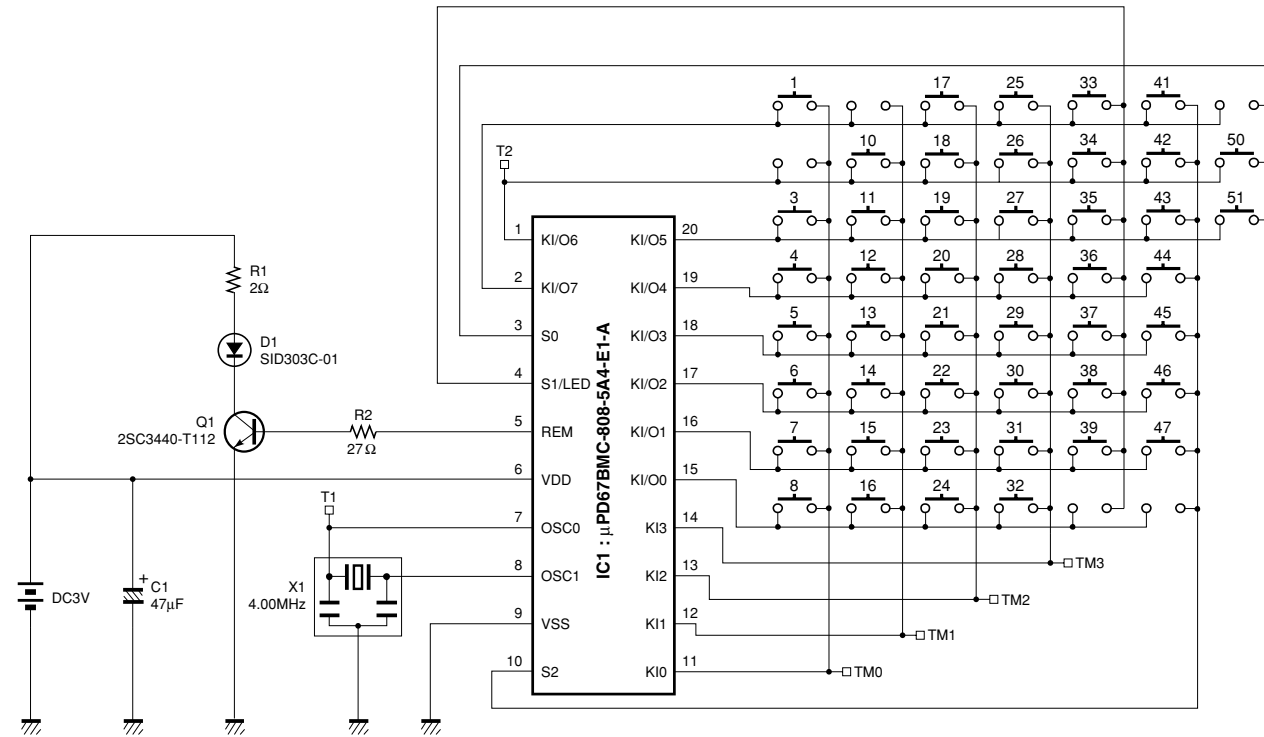 1 17 25 33 41
10 18 26 34 42 50
T2
3 11 19 27 35 43 51
1 KI/O6 KI/O5 20
4 12 20 28 36 44
R1
2Ω
2 KI/O7 KI/O4 19
5 13 21 29 37 45
D1
SID303C-01
3 S0 KI/O3 18
6 14 22 30 38 46
4 S1/LED KI/O2 17
Q1
2SC3440-T112
R2
27Ω
5 REM KI/O1 16
7 15 23 31 39 47
6 VDD KI/O0 15
8 16 24 32
T1
7 OSC0 KI3 14
TM3
X1
4.00MHz
8 OSC1 KI2 13
TM2
DC3V
+
C1
47µF
9 VSS KI1 12
TM1
10 S2 KI0 11
TM0
IC1 : µPD67BMC-808-5A4-E1-A